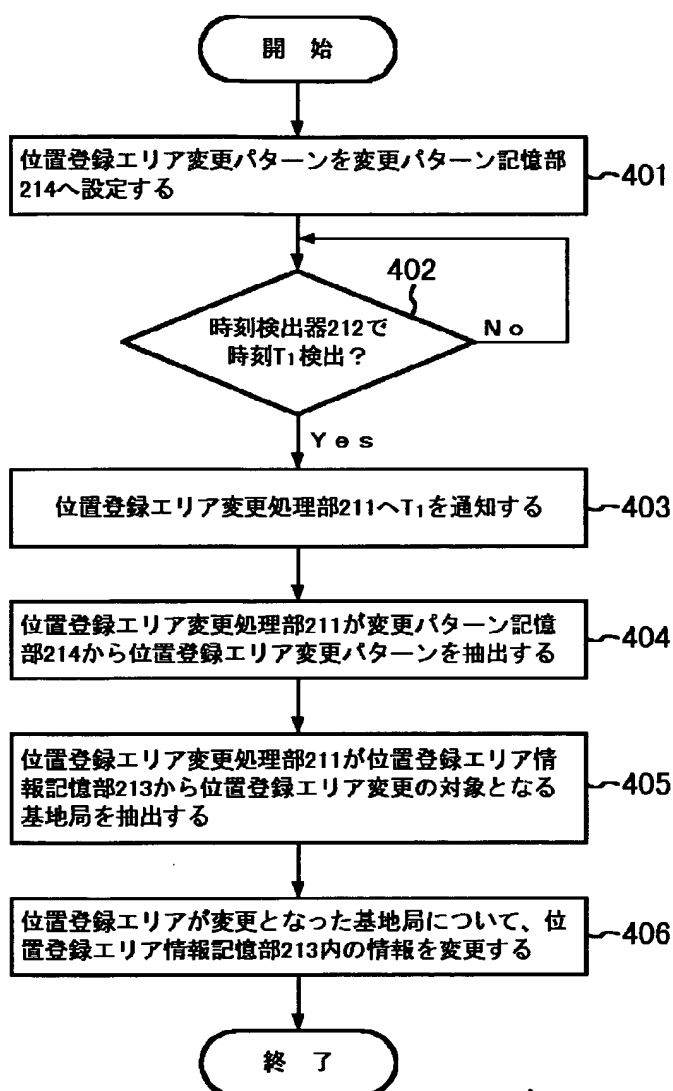 開 始
位置登録エリア変更パターンを変更パターン記憶部
214へ設定する
401
402
時刻検出器212で
時刻T₁検出？
No
Yes
位置登録エリア変更処理部211へT₁を通知する
403
位置登録エリア変更処理部211が変更パターン記憶
部214から位置登録エリア変更パターンを抽出する
404
位置登録エリア変更処理部211が位置登録エリア情
報記憶部213から位置登録エリア変更の対象となる
基地局を抽出する
405
位置登録エリアが変更となった基地局について、位
置登録エリア情報記憶部213内の情報を変更する
406
終 了